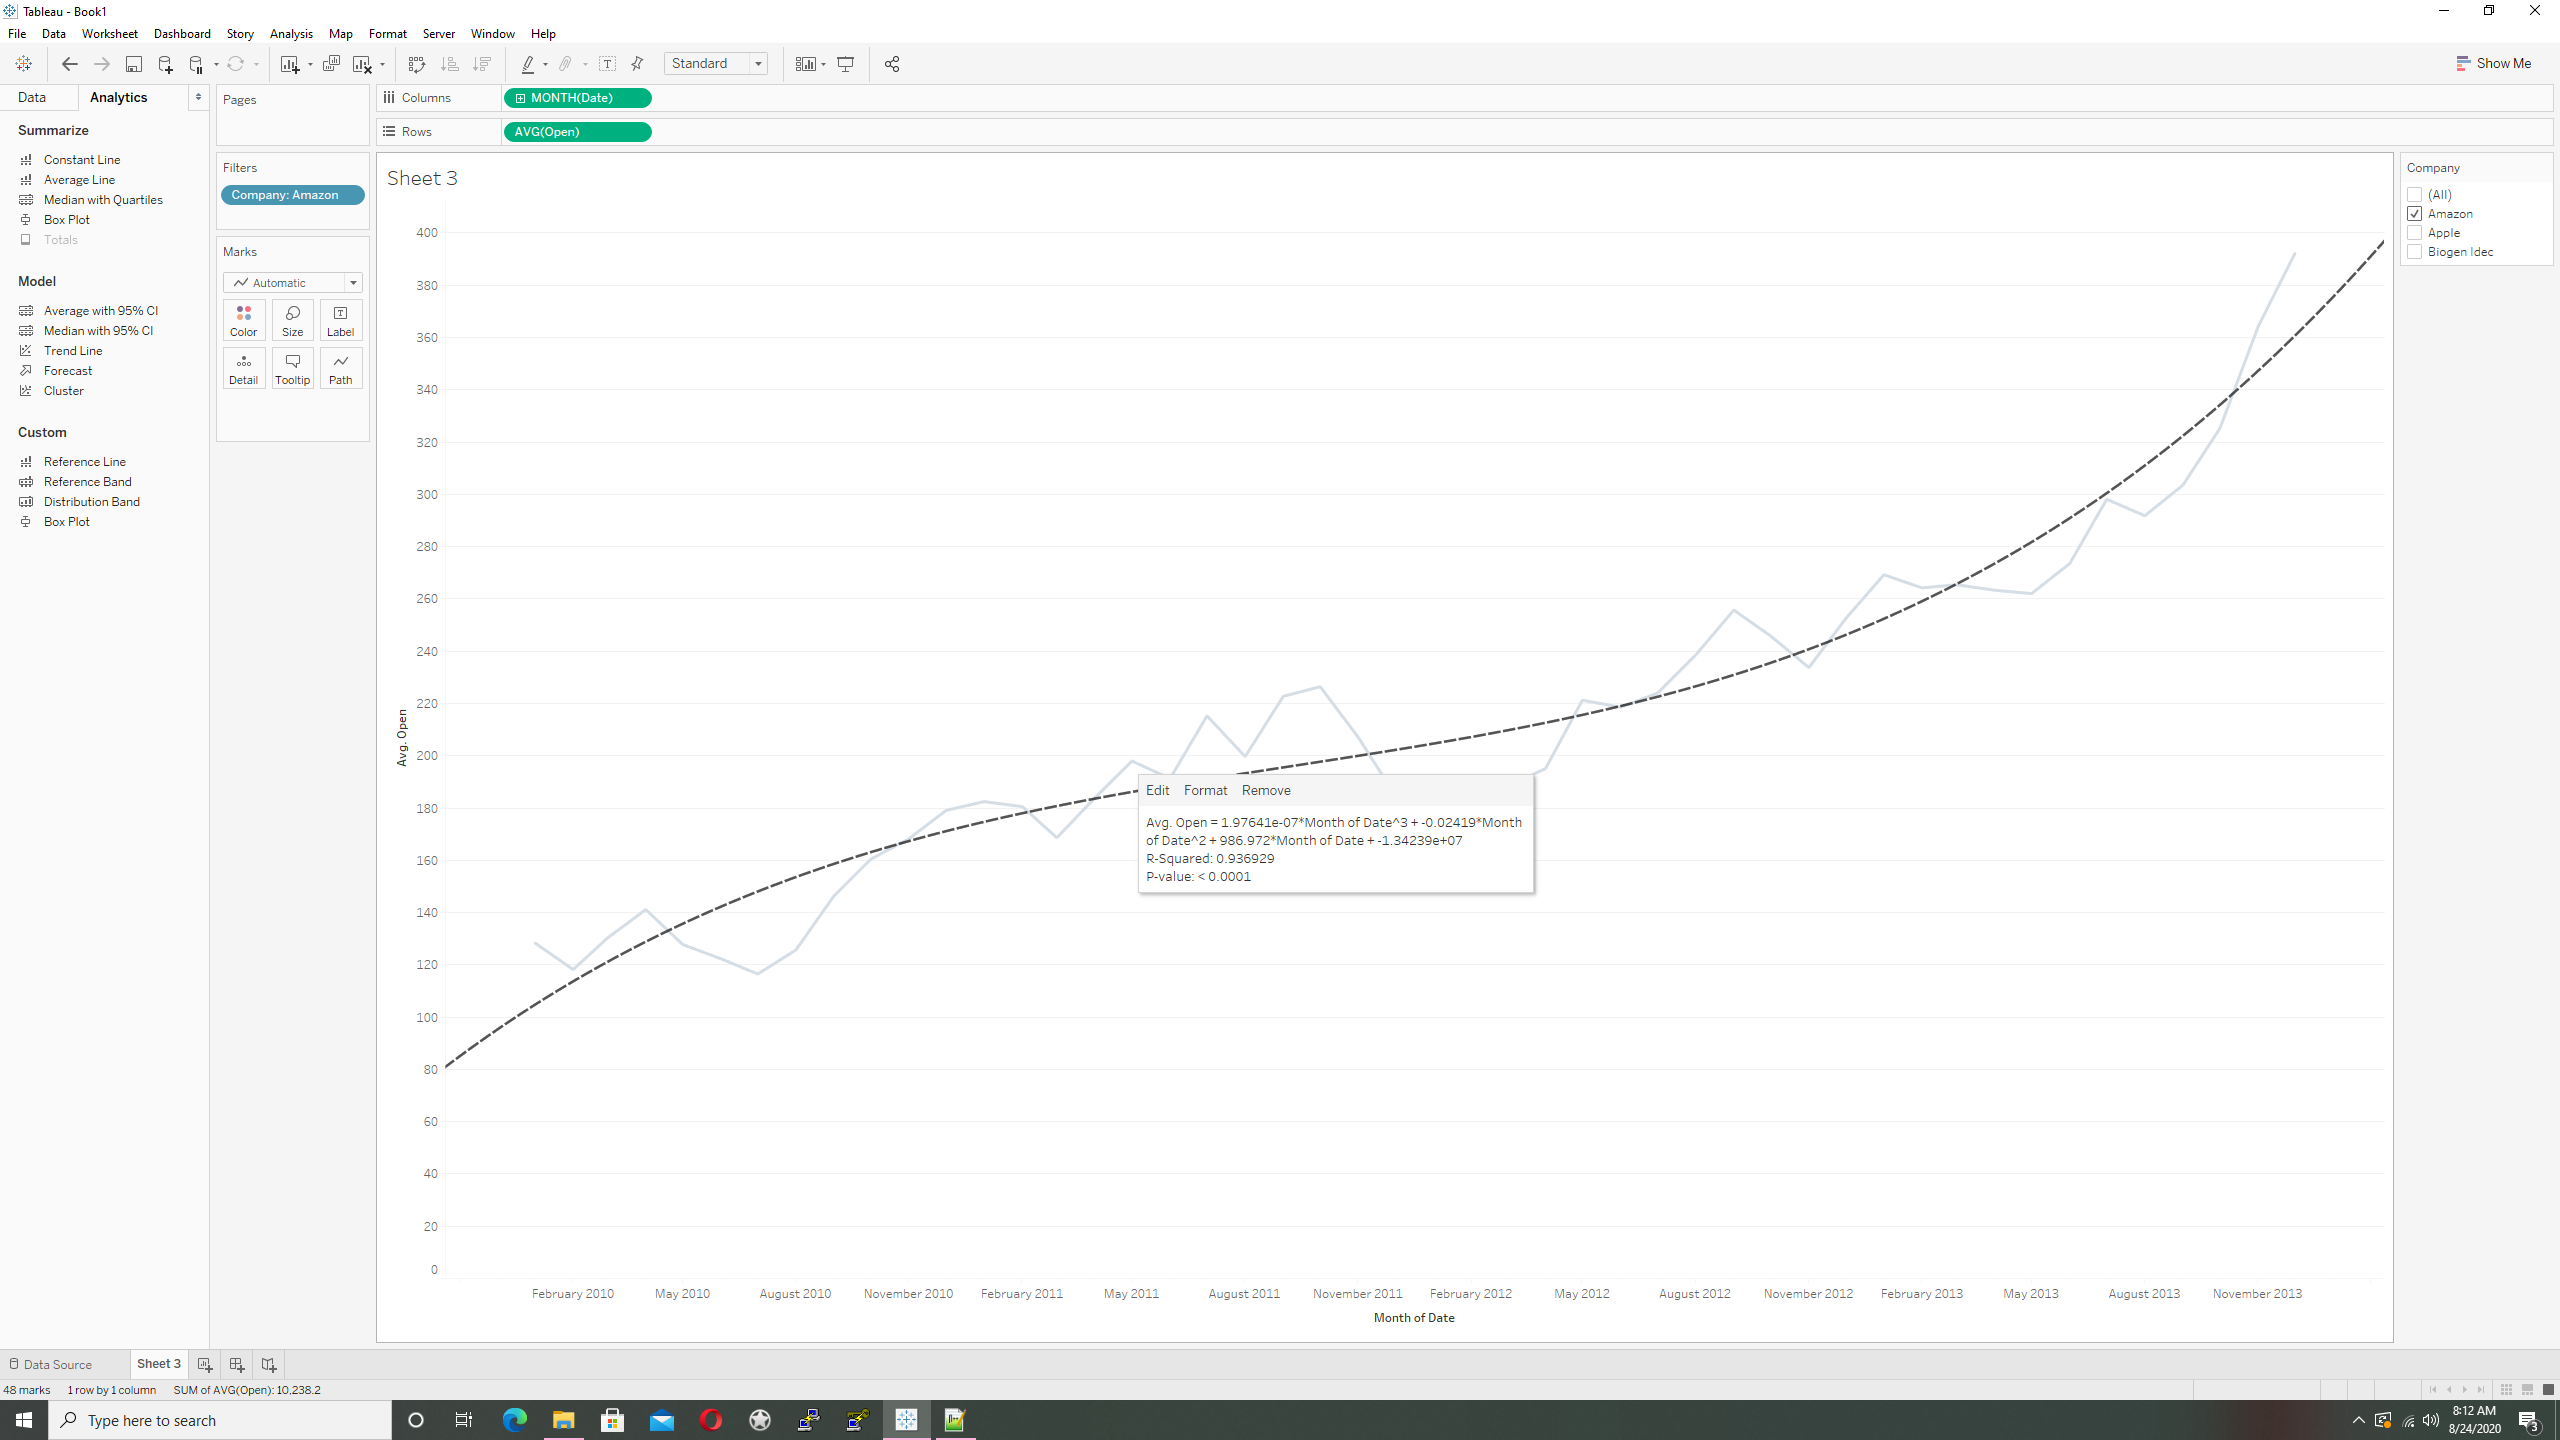 Tableau - Book1
File Data Worksheet Dashboard Story Analysis Map Format Server Window Help
Standard
Show Me
Data Analytics
Summarize
Constant Line
Average Line
Median with Quartiles
Box Plot
Totals
Model
Average with 95% CI
Median with 95% CI
Trend Line
Forecast
Cluster
Custom
Reference Line
Reference Band
Distribution Band
Box Plot
Pages
Filters
Company: Amazon
Marks
Automatic
Color Size Label
Detail Tooltip Path
Columns MONTH(Date)
Rows AVG(Open)
Sheet 3
400
380
360
340
320
300
280
260
240
220
200
180
160
140
120
100
80
60
40
20
0
Avg. Open
Edit Format Remove
Avg. Open = 1.97641e-07*Month of Date^3 + -0.02419*Month
of Date^2 + 986.972*Month of Date + -1.34239e+07
R-Squared: 0.936929
P-value: < 0.0001
February 2010 May 2010 August 2010 November 2010 February 2011 May 2011 August 2011 November 2011 February 2012 May 2012 August 2012 November 2012 February 2013 May 2013 August 2013 November 2013
Month of Date
Company
(All)
Amazon
Apple
Biogen Idec
Data Source Sheet 3
48 marks 1 row by 1 column SUM of AVG(Open): 10,238.2
Type here to search
8:12 AM
8/24/2020
3